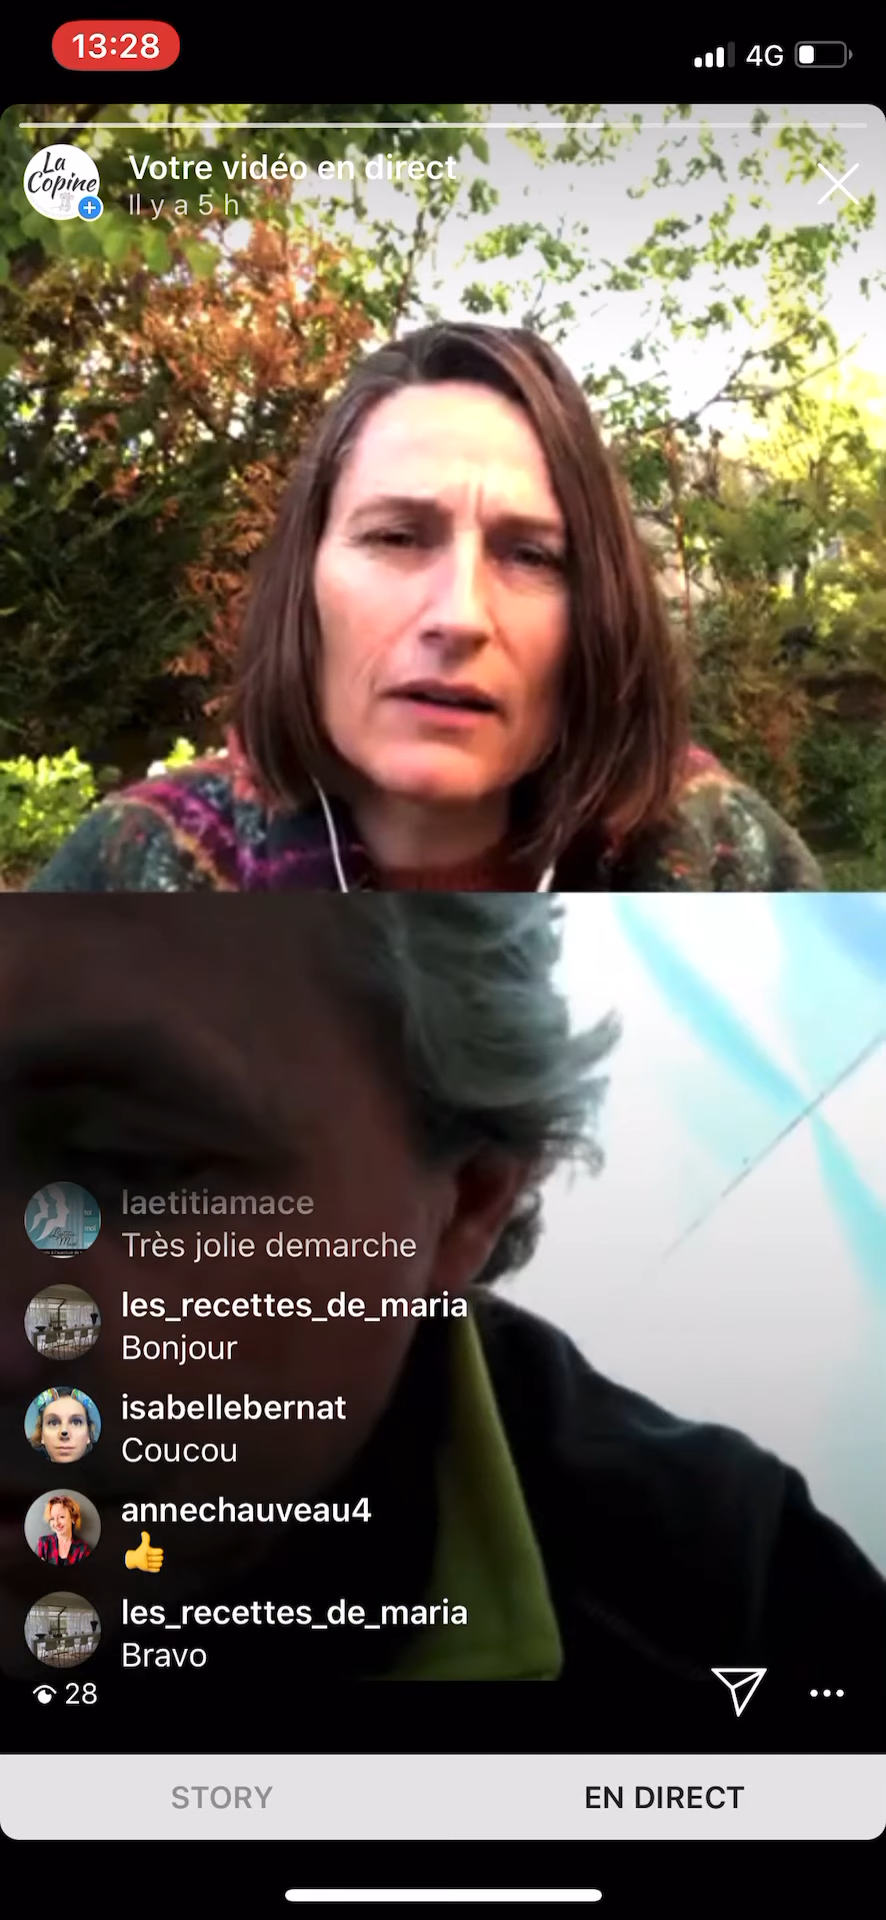 13:28
4G
La
Copine
Votre vidéo en direct
Il y a 5 h
laetitiamace
Très jolie demarche
les_recettes_de_maria
Bonjour
isabellebernat
Coucou
annechauveau4
👍
les_recettes_de_maria
Bravo
28
STORY
EN DIRECT